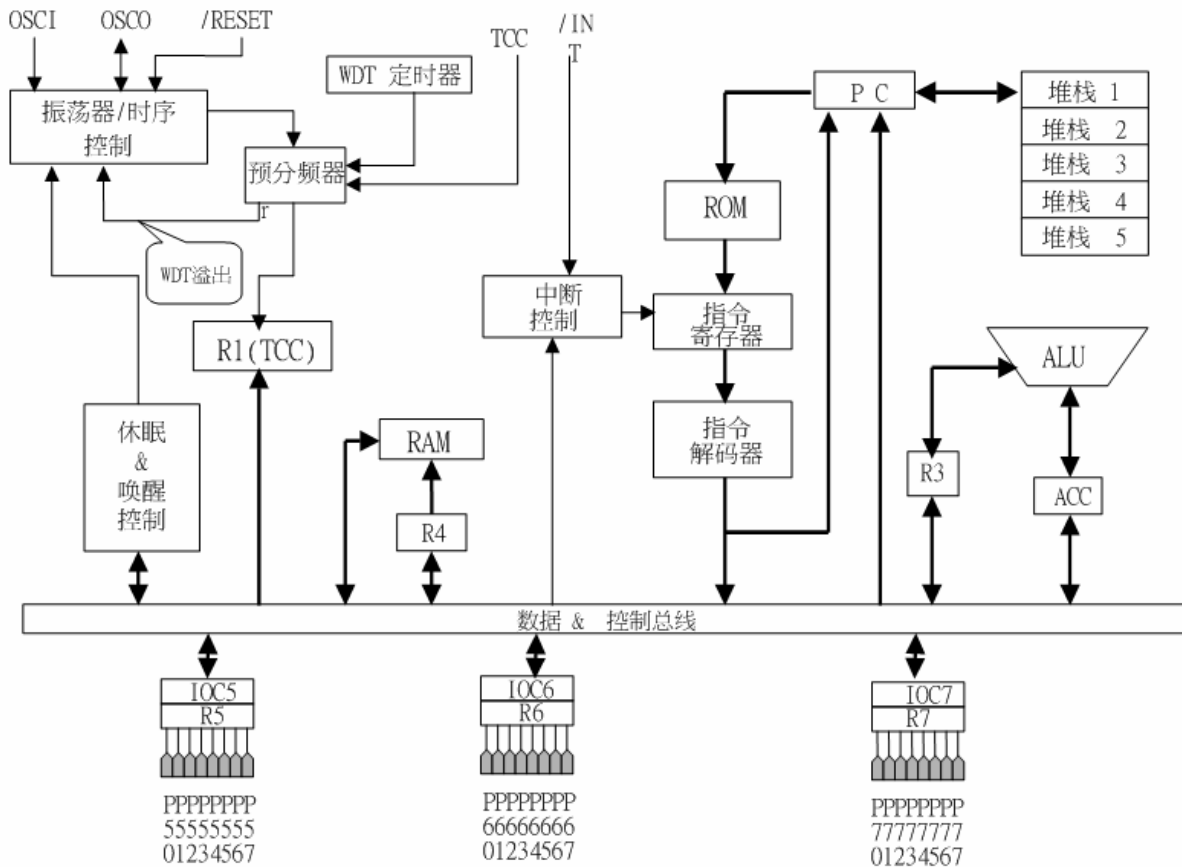 OSCI
OSCO
/RESET
TCC
/IN
T
WDT 定时器
振荡器/时序
控制
预分频器
r
WDT溢出
R1(TCC)
休眠
&
唤醒
控制
RAM
R4
中断
控制
P C
ROM
指令
寄存器
指令
解码器
堆栈 1
堆栈 2
堆栈 3
堆栈 4
堆栈 5
ALU
R3
ACC
数据 & 控制总线
IOC5
R5
PPPPPPPP
55555555
01234567
IOC6
R6
PPPPPPPP
66666666
01234567
IOC7
R7
PPPPPPPP
77777777
01234567